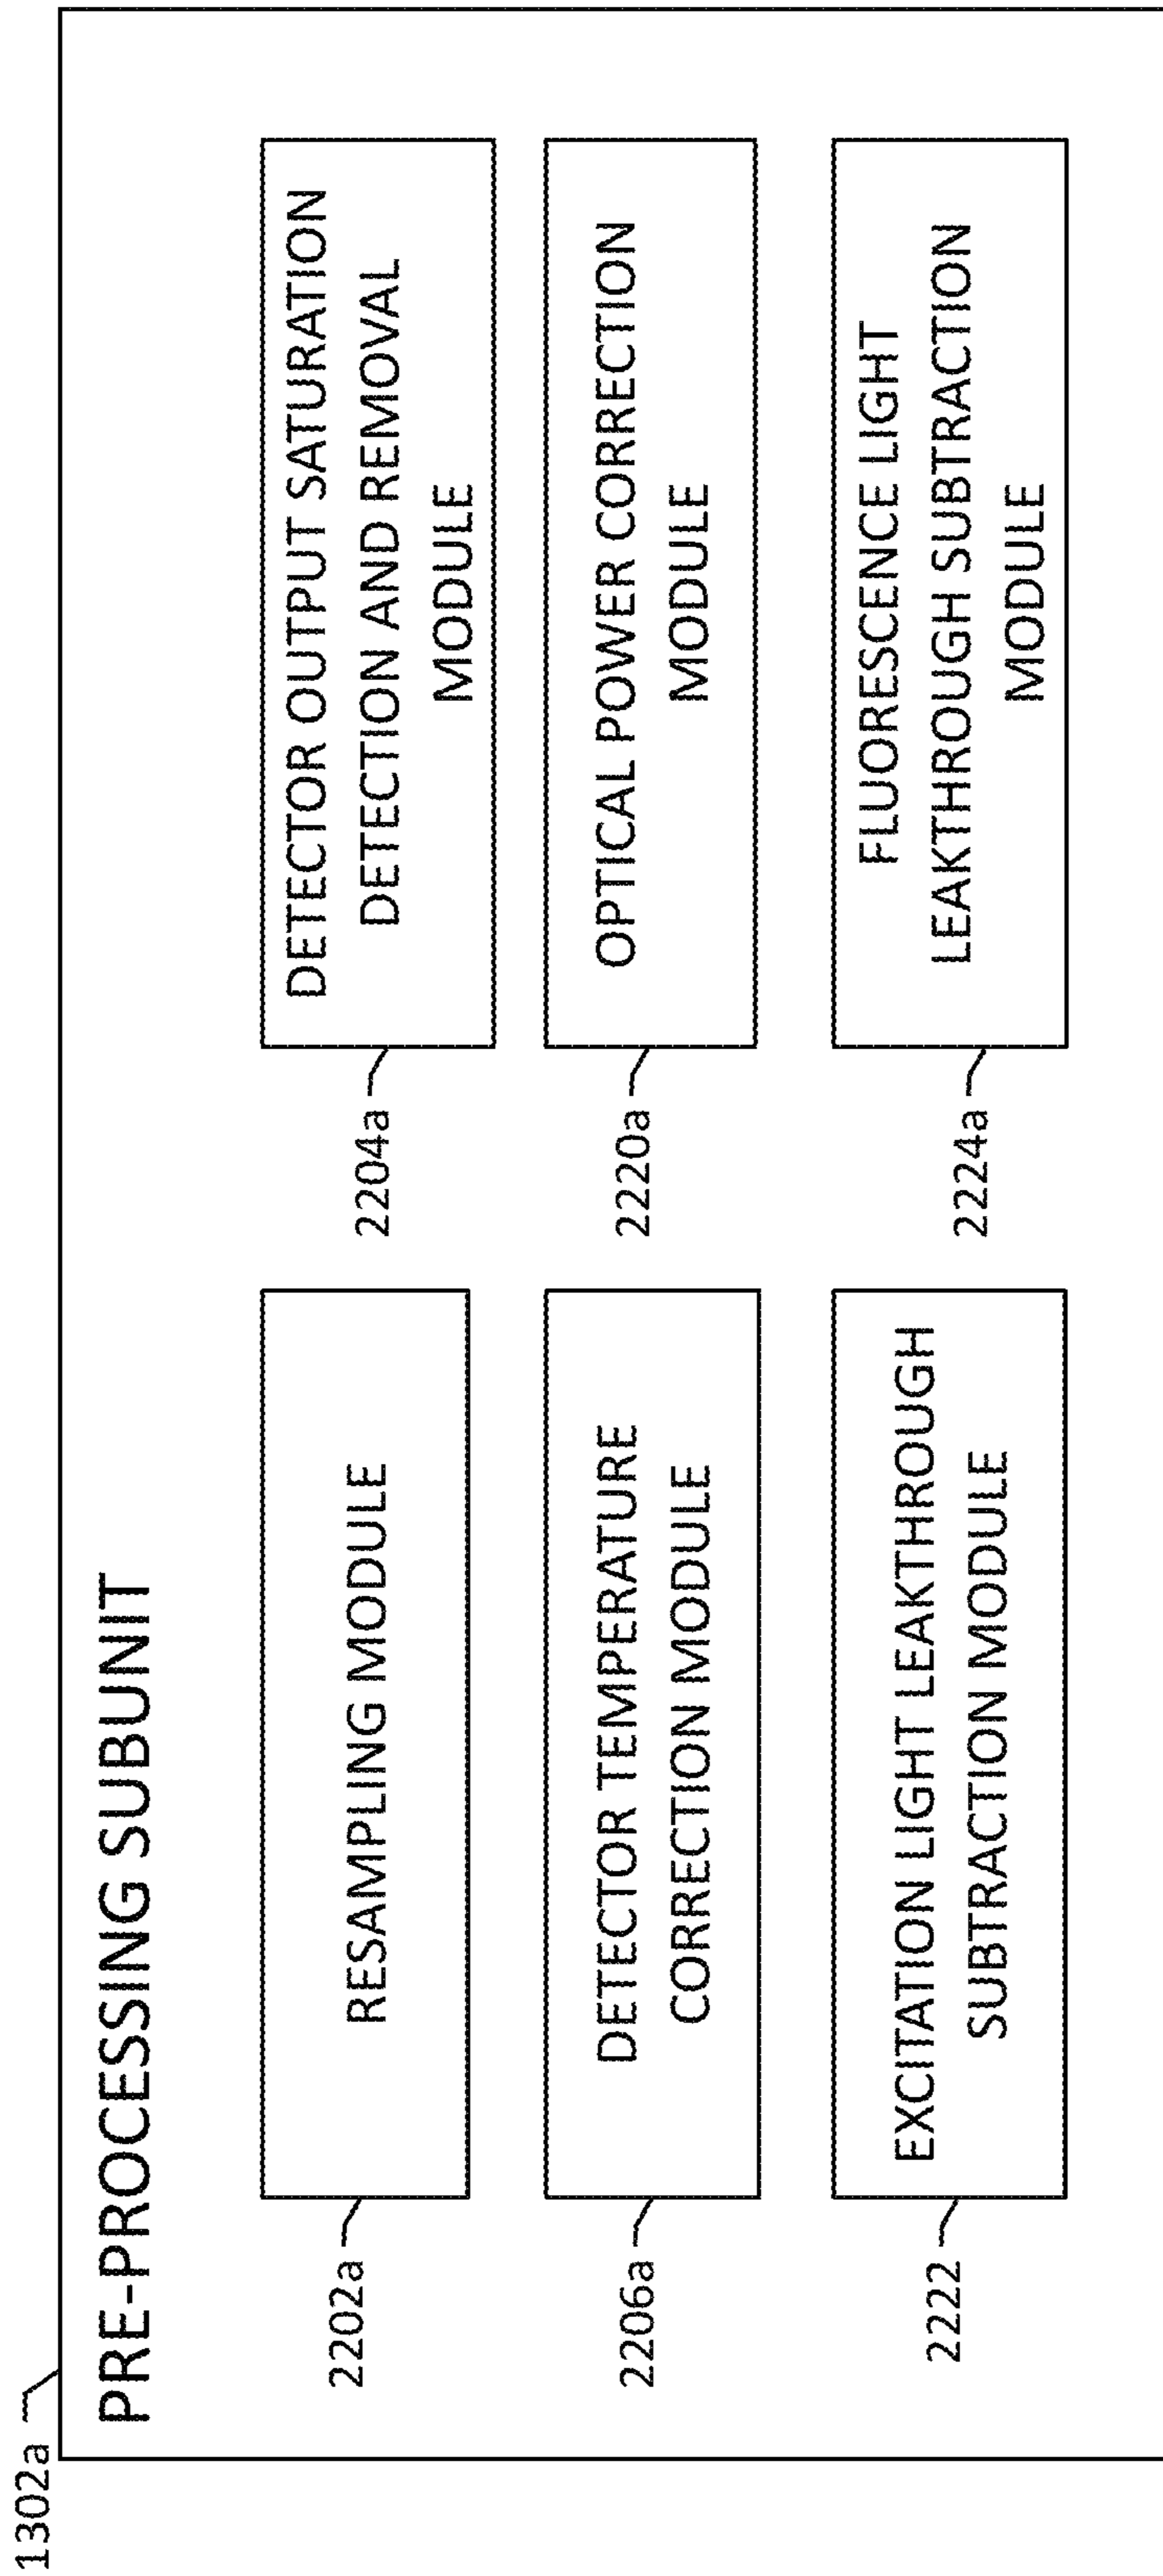 1302a
PRE-PROCESSING SUBUNIT
2202a
RESAMPLING MODULE
2204a
DETECTOR OUTPUT SATURATION
DETECTION AND REMOVAL
MODULE
2206a
DETECTOR TEMPERATURE
CORRECTION MODULE
2220a
OPTICAL POWER CORRECTION
MODULE
2222
EXCITATION LIGHT LEAKTHROUGH
SUBTRACTION MODULE
2224a
FLUORESCENCE LIGHT
LEAKTHROUGH SUBTRACTION
MODULE